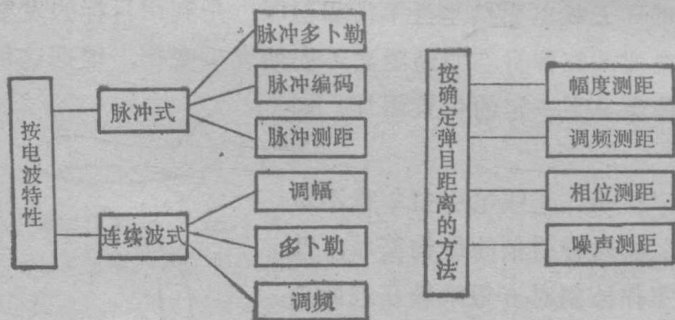 按电波特性
脉冲式
脉冲多卜勒
脉冲编码
脉冲测距
连续波式
调幅
多卜勒
调频
按确定弹目距离的方法
幅度测距
调频测距
相位测距
噪声测距